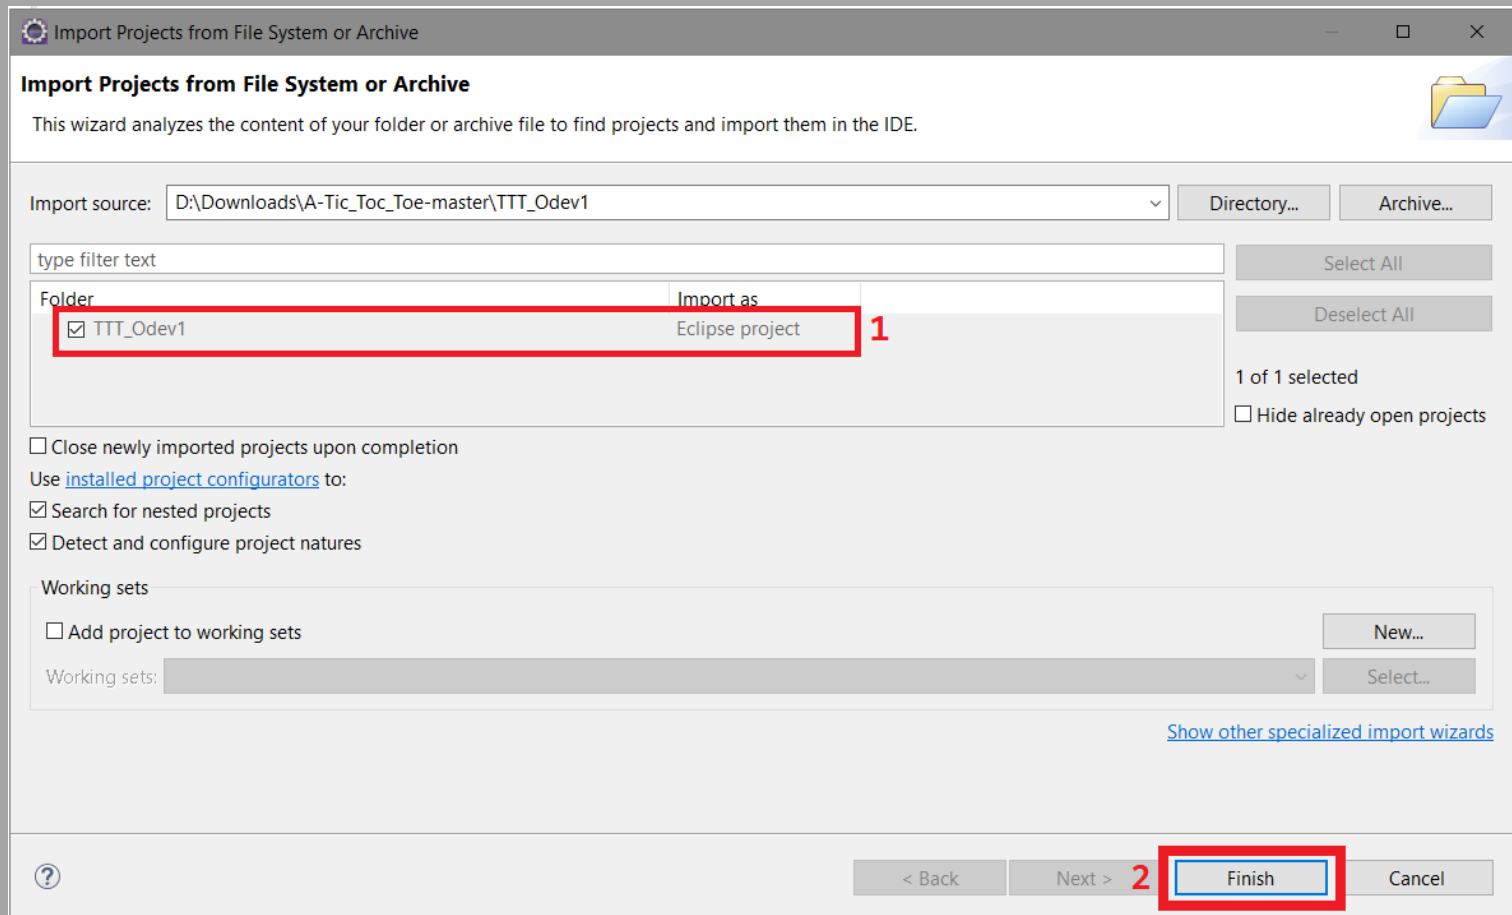 Import Projects from File System or Archive
Import Projects from File System or Archive
This wizard analyzes the content of your folder or archive file to find projects and import them in the IDE.
Import source: D:\Downloads\A-Tic_Toc_Toe-master\TTT_Odev1 Directory... Archive...
type filter text Select All
Folder Import as
TTT_Odev1 Eclipse project 1
Deselect All
1 of 1 selected
Hide already open projects
Close newly imported projects upon completion
Use installed project configurators to:
Search for nested projects
Detect and configure project natures
Working sets
Add project to working sets New...
Working sets: Select...
Show other specialized import wizards
? < Back Next > 2 Finish Cancel